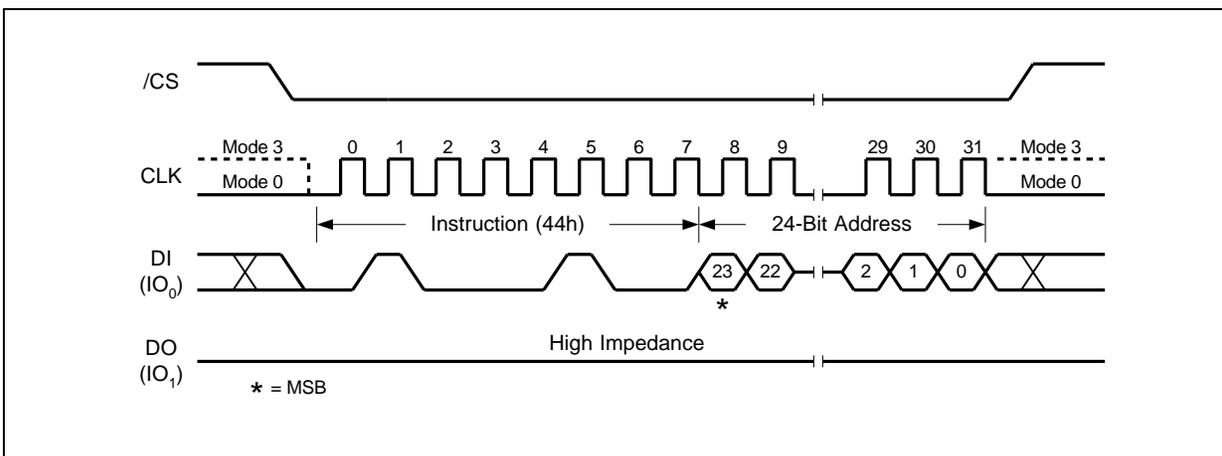 /CS
Mode 3 0 1 2 3 4 5 6 7 8 9 29 30 31 Mode 3
CLK Mode 0 Mode 0
Instruction (44h) 24-Bit Address
DI
(IO0) 23 22 2 1 0
*
High Impedance
DO
(IO1)
* = MSB